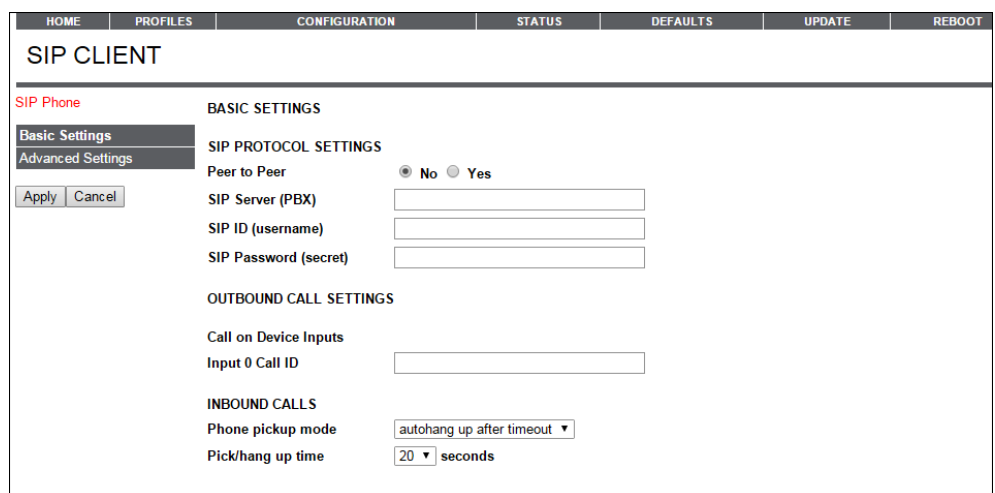 HOME PROFILES CONFIGURATION STATUS DEFAULTS UPDATE REBOOT
SIP CLIENT
SIP Phone
Basic Settings
Advanced Settings
Apply Cancel
BASIC SETTINGS
SIP PROTOCOL SETTINGS
Peer to Peer No Yes
SIP Server (PBX)
SIP ID (username)
SIP Password (secret)
OUTBOUND CALL SETTINGS
Call on Device Inputs
Input 0 Call ID
INBOUND CALLS
Phone pickup mode autohang up after timeout
Pick/hang up time 20 seconds